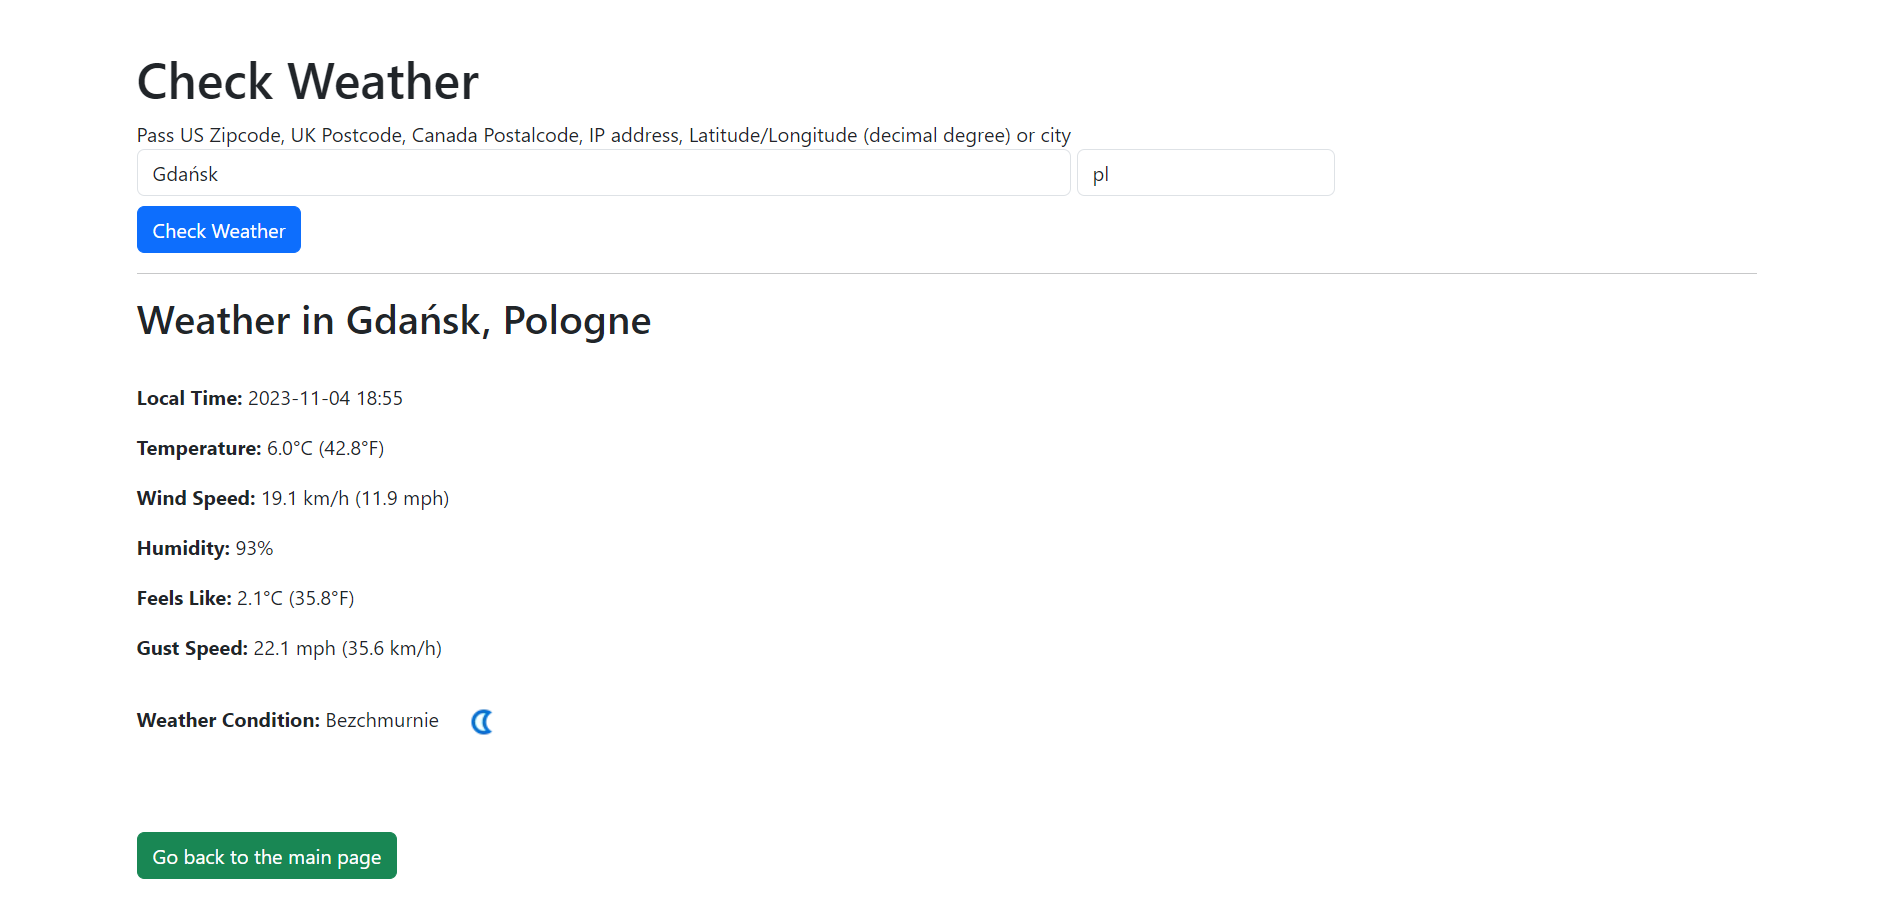 Check Weather
Pass US Zipcode, UK Postcode, Canada Postalcode, IP address, Latitude/Longitude (decimal degree) or city
Gdańsk pl
Check Weather
Weather in Gdańsk, Pologne
Local Time: 2023-11-04 18:55
Temperature: 6.0°C (42.8°F)
Wind Speed: 19.1 km/h (11.9 mph)
Humidity: 93%
Feels Like: 2.1°C (35.8°F)
Gust Speed: 22.1 mph (35.6 km/h)
Weather Condition: Bezchmurnie
Go back to the main page